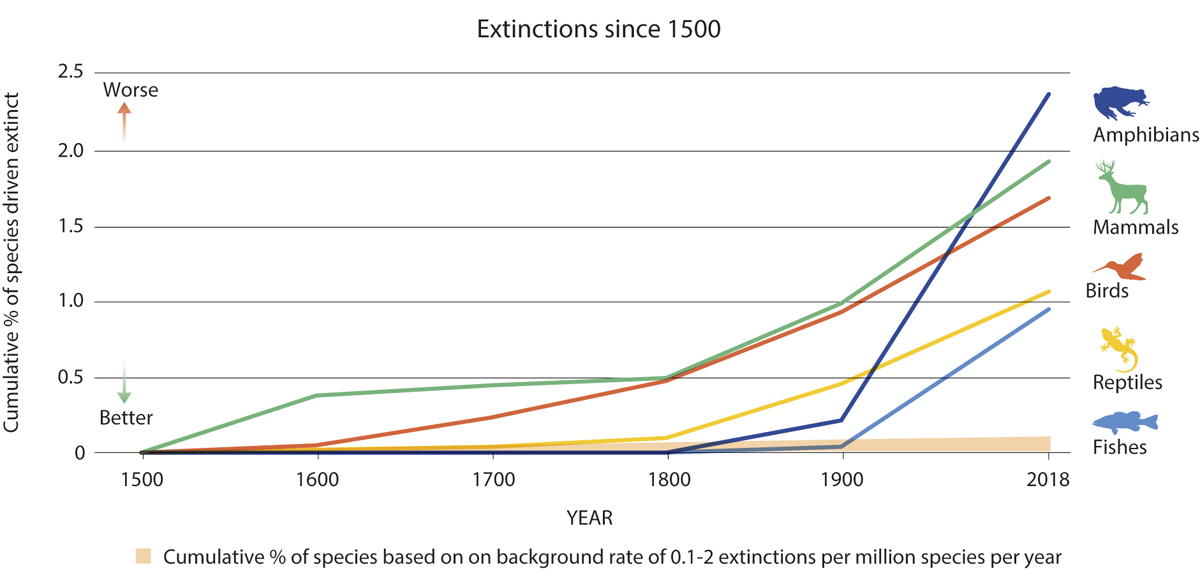 Extinctions since 1500
Cumulative % of species driven extinct
2.5
2.0
1.5
1.0
0.5
0
Worse
Better
Amphibians
Mammals
Birds
Reptiles
Fishes
1500 1600 1700 1800 1900 2018
YEAR
Cumulative % of species based on on background rate of 0.1-2 extinctions per million species per year